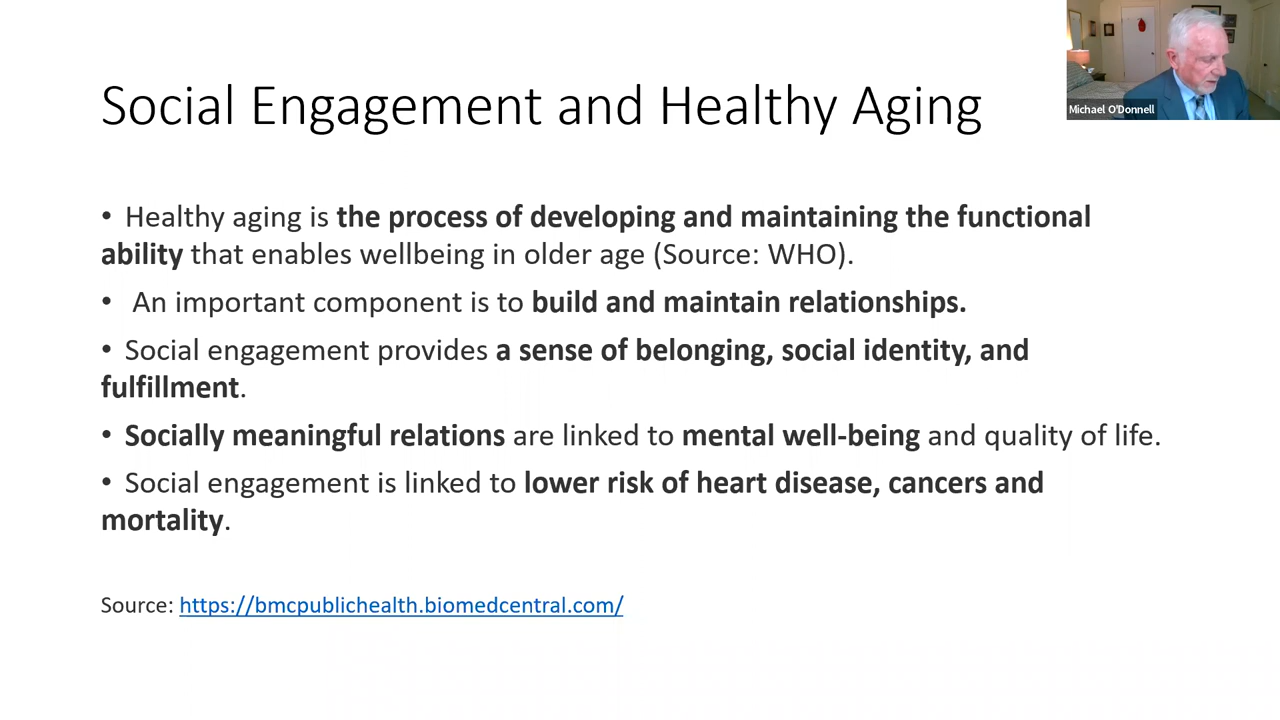 Social Engagement and Healthy Aging
Michael O'Donnell
• Healthy aging is the process of developing and maintaining the functional
ability that enables wellbeing in older age (Source: WHO).
• An important component is to build and maintain relationships.
• Social engagement provides a sense of belonging, social identity, and
fulfillment.
• Socially meaningful relations are linked to mental well-being and quality of life.
• Social engagement is linked to lower risk of heart disease, cancers and
mortality.
Source: https://bmcpublichealth.biomedcentral.com/